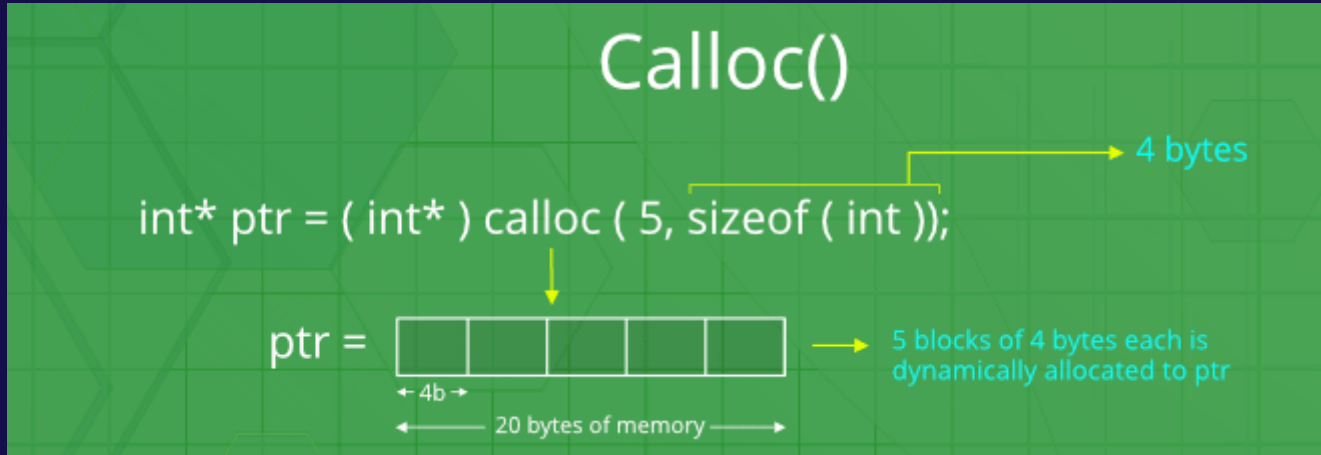 Calloc()
4 bytes
int* ptr = ( int* ) calloc ( 5, sizeof ( int ));
ptr =
5 blocks of 4 bytes each is
dynamically allocated to ptr
4b
20 bytes of memory